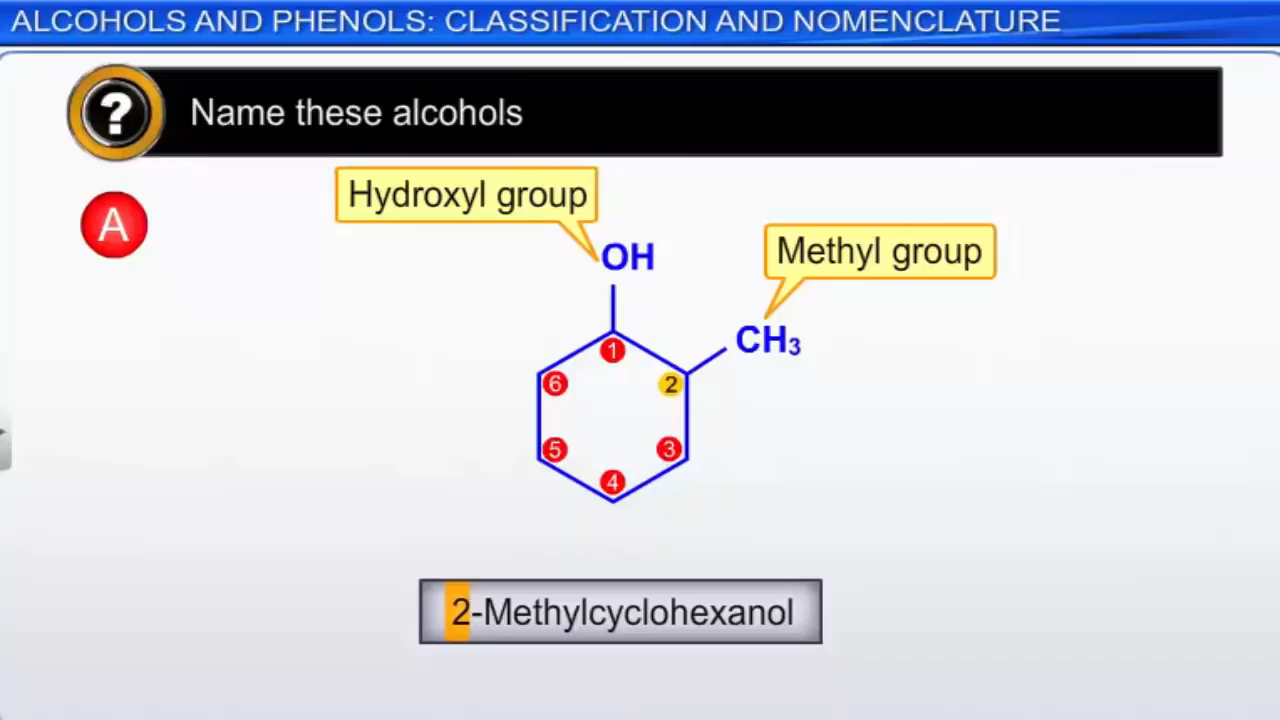 ALCOHOLS AND PHENOLS: CLASSIFICATION AND NOMENCLATURE
? Name these alcohols
A
Hydroxyl group
OH
Methyl group
CH₃
1
6
2
5
3
4
2-Methylcyclohexanol